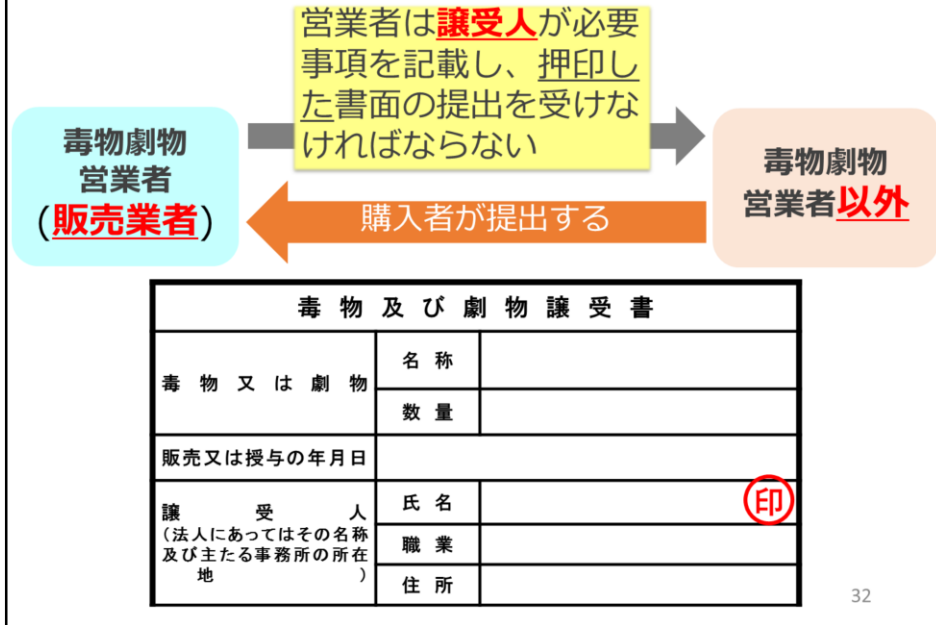 営業者は譲受人が必要
事項を記載し、押印し
た書面の提出を受けな
ければならない
毒物劇物
営業者
(販売業者)
毒物劇物
営業者以外
購入者が提出する
毒物及び劇物譲受書
毒物又は劇物
名称
数量
販売又は授与の年月日
譲受人
(法人にあってはその名称
及び主たる事務所の所在
地)
氏名
印
職業
住所
32